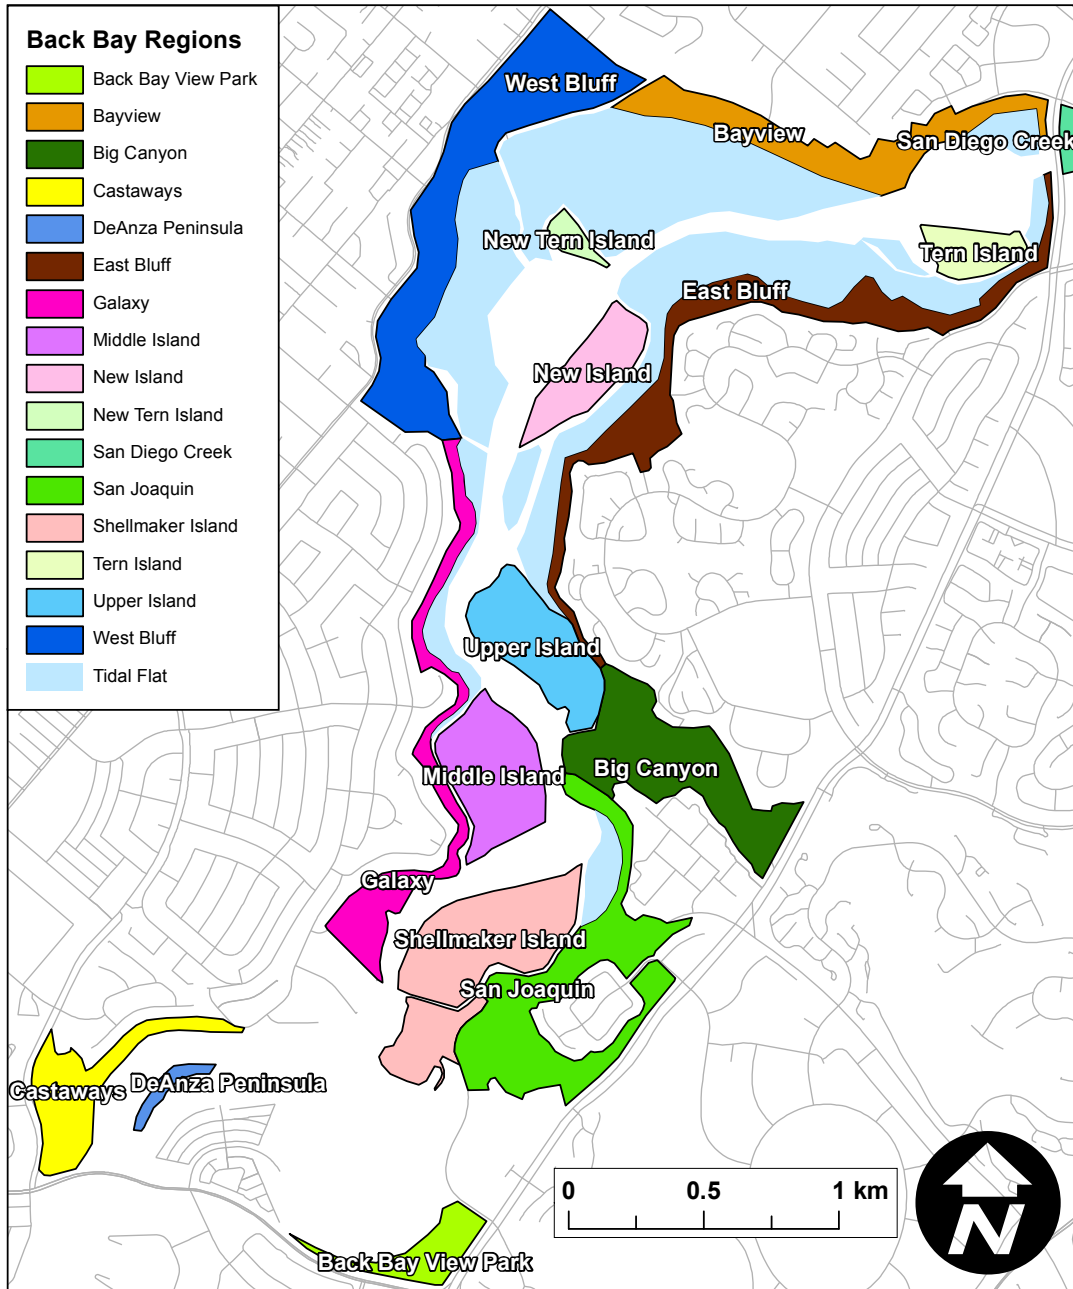 Back Bay Regions
Back Bay View Park
Bayview
Big Canyon
Castaways
DeAnza Peninsula
East Bluff
Galaxy
Middle Island
New Island
New Tern Island
San Diego Creek
San Joaquin
Shellmaker Island
Tern Island
Upper Island
West Bluff
Tidal Flat
West Bluff
Bayview
San Diego Creek
New Tern Island
Tern Island
East Bluff
New Island
Upper Island
Big Canyon
Middle Island
Galaxy
Shellmaker Island
San Joaquin
DeAnza Peninsula
Castaways
Back Bay View Park
0 0.5 1 km
N